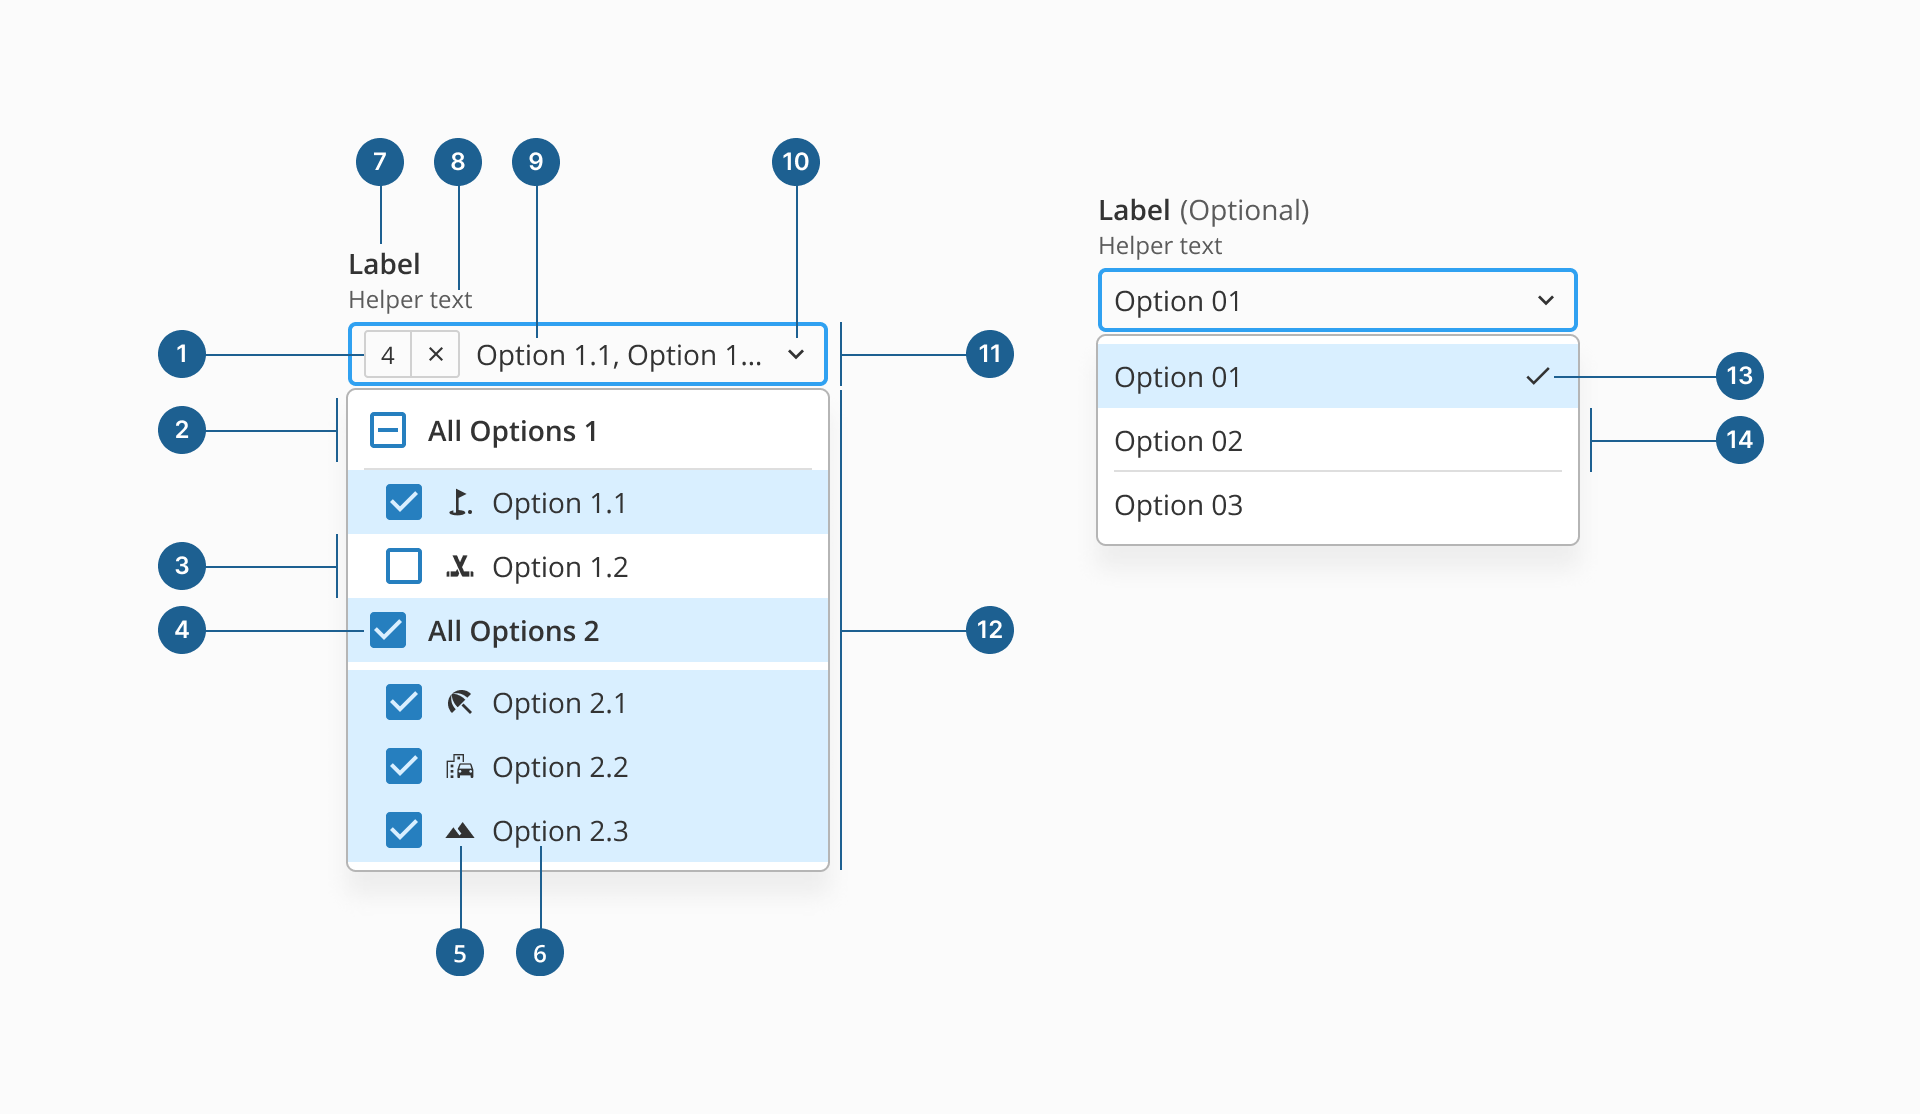 7 8 9 10
Label
Helper text
1 4 × Option 1.1, Option 1... 11
2 All Options 1
Option 1.1
3 Option 1.2
4 All Options 2 12
Option 2.1
Option 2.2
Option 2.3
5 6
Label (Optional)
Helper text
Option 01
Option 01 13
Option 02 14
Option 03